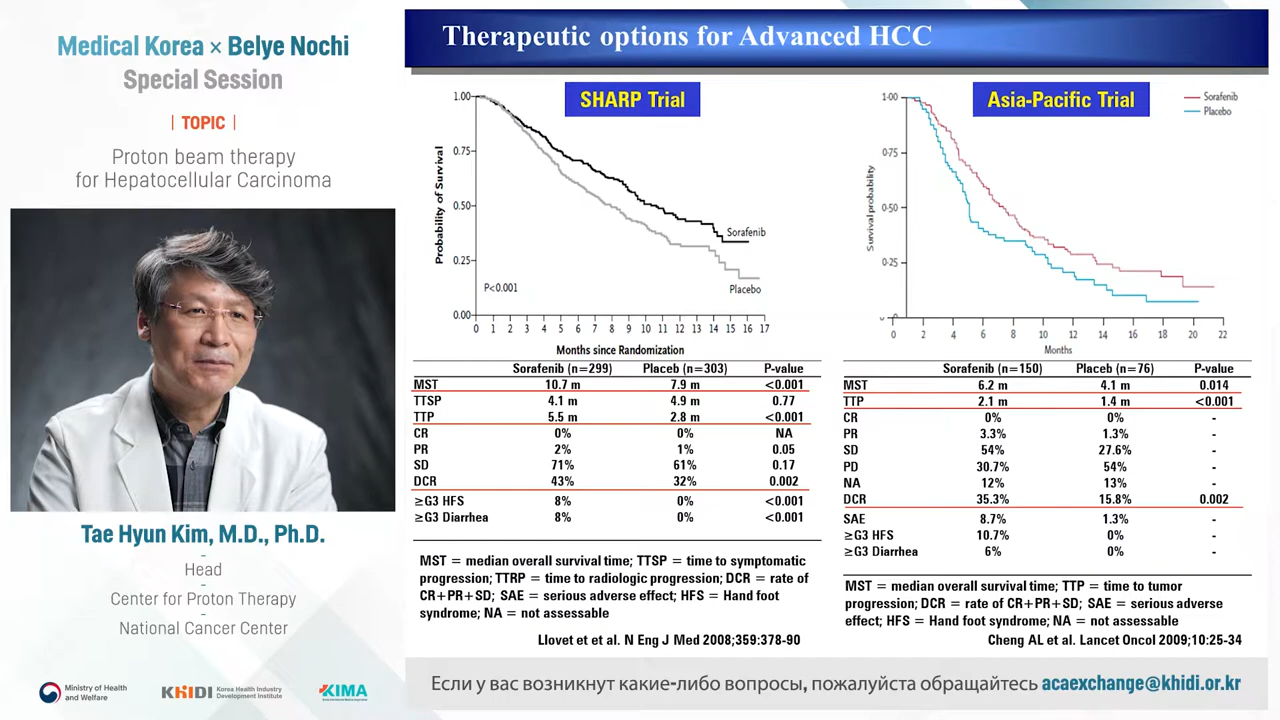 Medical Korea × Belye Nochi
Special Session
| TOPIC |
Proton beam therapy
for Hepatocellular Carcinoma
Tae Hyun Kim, M.D., Ph.D.
-
Head
-
Center for Proton Therapy
-
National Cancer Center
Ministry of Health
and Welfare
KHIDI Korea Health Industry
Development Institute
KIMA
Therapeutic options for Advanced HCC
SHARP Trial
1.00
0.75
0.50
0.25
0.00
Probability of Survival
Sorafenib
Placebo
P<0.001
0 1 2 3 4 5 6 7 8 9 10 11 12 13 14 15 16 17
Months since Randomization
Sorafenib (n=299) Placeb (n=303) P-value
MST 10.7 m 7.9 m <0.001
TTSP 4.1 m 4.9 m 0.77
TTP 5.5 m 2.8 m <0.001
CR 0% 0% NA
PR 2% 1% 0.05
SD 71% 61% 0.17
DCR 43% 32% 0.002
≥G3 HFS 8% 0% <0.001
≥G3 Diarrhea 8% 0% <0.001
MST = median overall survival time; TTSP = time to symptomatic
progression; TTRP = time to radiologic progression; DCR = rate of
CR+PR+SD; SAE = serious adverse effect; HFS = Hand foot
syndrome; NA = not assessable
Llovet et et al. N Eng J Med 2008;359:378-90
Asia-Pacific Trial
Sorafenib
Placebo
1·00
0·75
0·50
0·25
0
Survival probability
0 2 4 6 8 10 12 14 16 18 20 22
Months
Sorafenib (n=150) Placeb (n=76) P-value
MST 6.2 m 4.1 m 0.014
TTP 2.1 m 1.4 m <0.001
CR 0% 0% -
PR 3.3% 1.3% -
SD 54% 27.6% -
PD 30.7% 54% -
NA 12% 13% -
DCR 35.3% 15.8% 0.002
SAE 8.7% 1.3% -
≥G3 HFS 10.7% 0% -
≥G3 Diarrhea 6% 0% -
MST = median overall survival time; TTP = time to tumor
progression; DCR = rate of CR+PR+SD; SAE = serious adverse
effect; HFS = Hand foot syndrome; NA = not assessable
Cheng AL et al. Lancet Oncol 2009;10:25-34
Если у вас возникнут какие-либо вопросы, пожалуйста обращайтесь acaexchange@khidi.or.kr